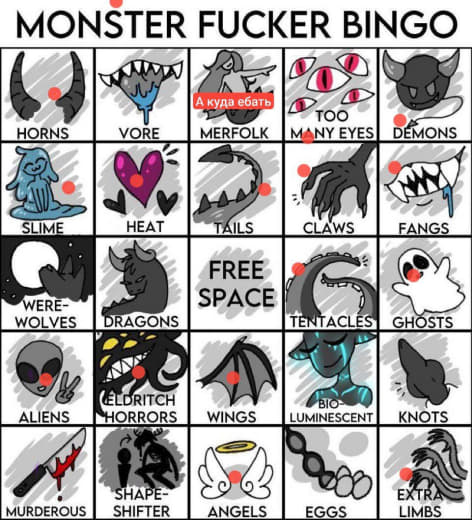 MONSTER FUCKER BINGO
HORNS
VORE
А куда ебать
MERFOLK
TOO
MANY EYES
DEMONS
SLIME
HEAT
TAILS
CLAWS
FANGS
WERE-
WOLVES
DRAGONS
FREE
SPACE
TENTACLES
GHOSTS
ALIENS
ELDRITCH
HORRORS
WINGS
BIO-
LUMINESCENT
KNOTS
MURDEROUS
SHAPE-
SHIFTER
ANGELS
EGGS
EXTRA
LIMBS